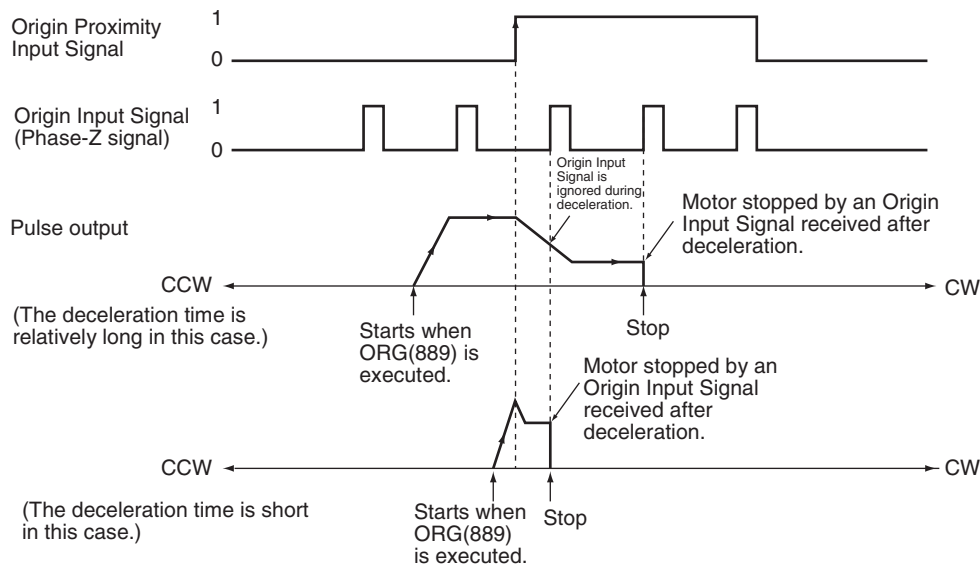 Origin Proximity
Input Signal
1
0
Origin Input Signal
(Phase-Z signal)
1
0
Origin Input
Signal is
ignored during
deceleration.
Motor stopped by an Origin
Input Signal received after
deceleration.
Pulse output
CCW
CW
(The deceleration time is
relatively long in this case.)
Starts when
ORG(889) is
executed.
Stop
Motor stopped by an
Origin Input Signal
received after
deceleration.
CCW
CW
(The deceleration time is short
in this case.)
Starts when
ORG(889)
is executed.
Stop